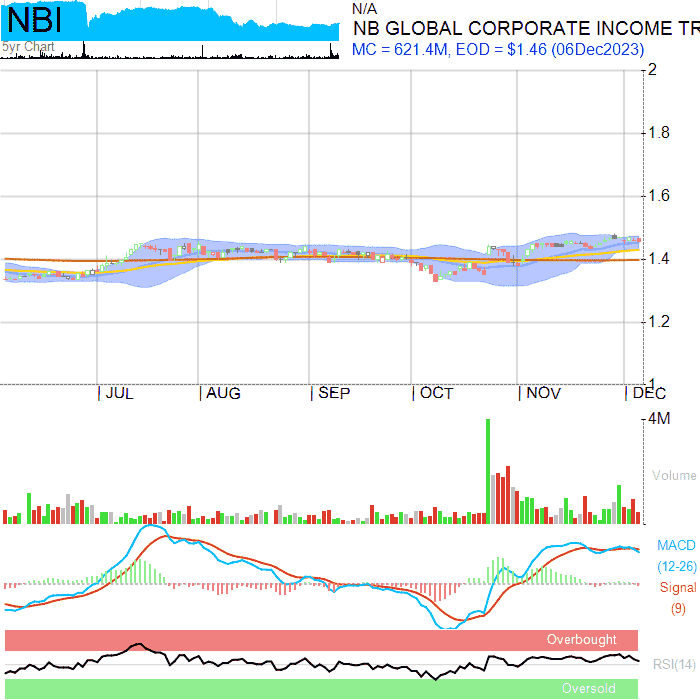 NBI
5yr Chart
N/A
NB GLOBAL CORPORATE INCOME TR
MC = 621.4M, EOD = $1.46 (06Dec2023)
2
1.8
1.6
1.4
1.2
1
JUL AUG SEP OCT NOV DEC
4M
Volume
MACD
(12-26)
Signal
(9)
Overbought
RSI(14)
Oversold